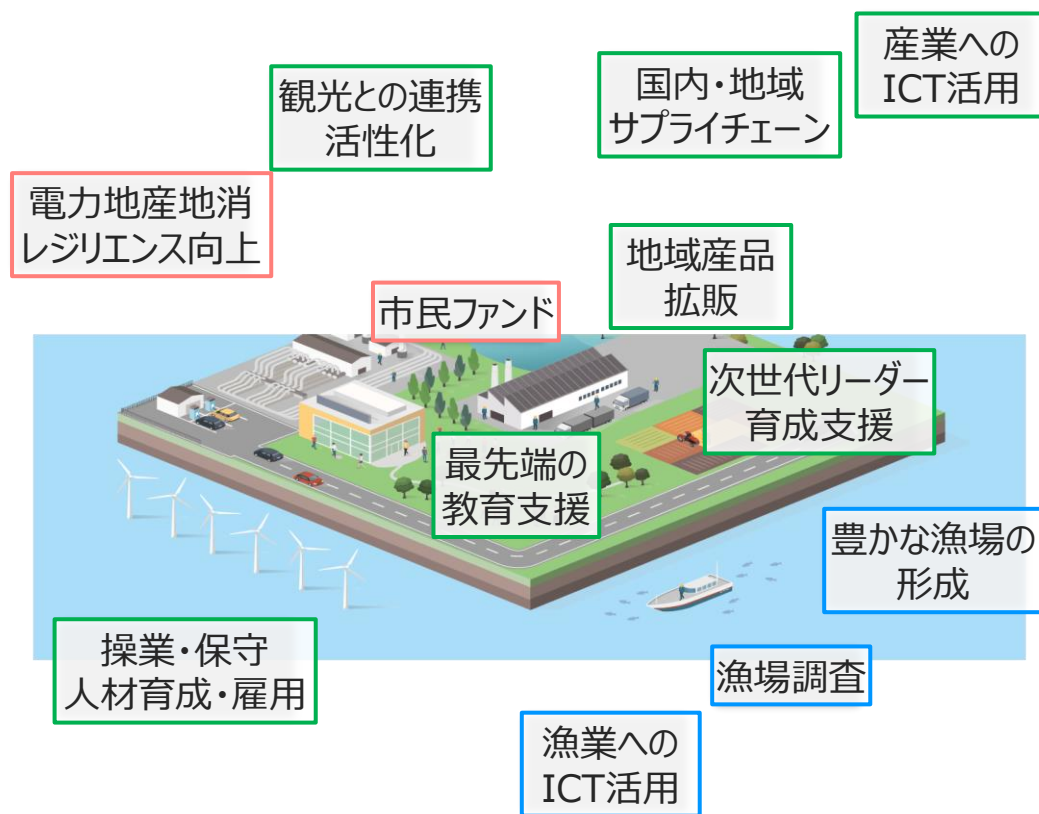 産業への
ICT活用
国内・地域
サプライチェーン
観光との連携
活性化
電力地産地消
レジリエンス向上
地域産品
拡販
市民ファンド
次世代リーダー
育成支援
最先端の
教育支援
豊かな漁場の
形成
操業・保守
人材育成・雇用
漁場調査
漁業への
ICT活用